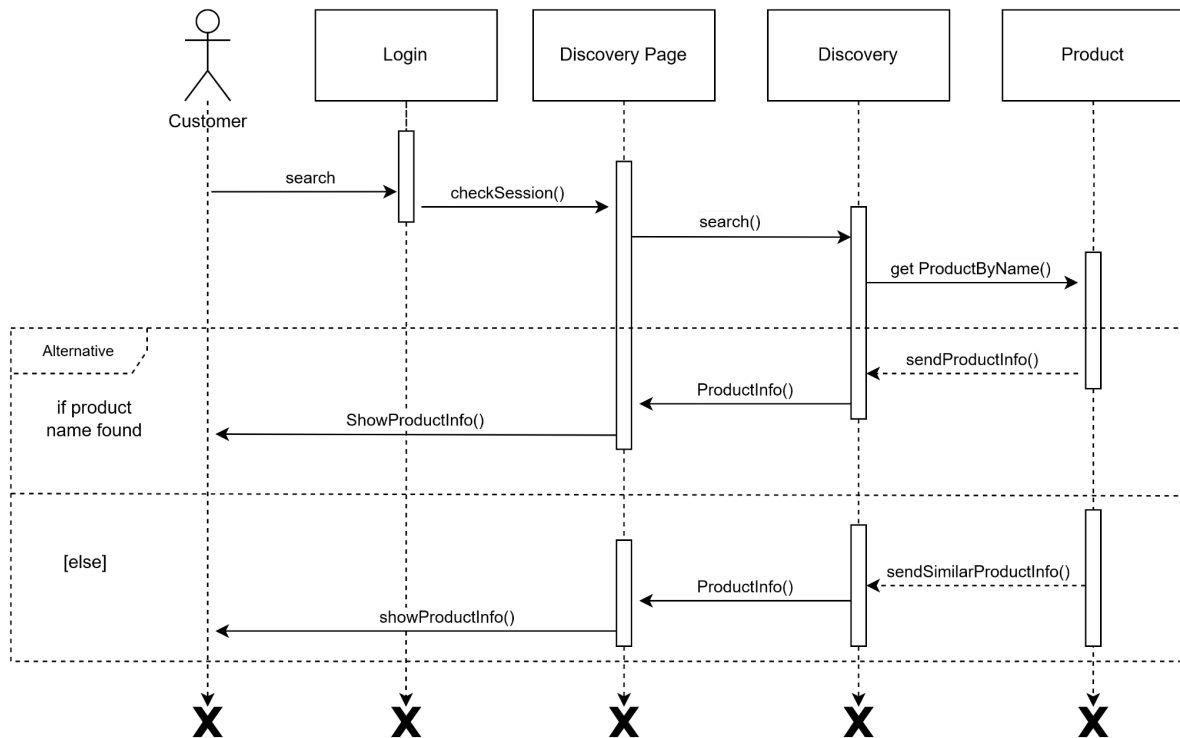 Login
Discovery Page
Discovery
Product
Customer
search
checkSession()
search()
get ProductByName()
Alternative
sendProductInfo()
if product
name found
ProductInfo()
ShowProductInfo()
[else]
sendSimilarProductInfo()
ProductInfo()
showProductInfo()
X X X X X